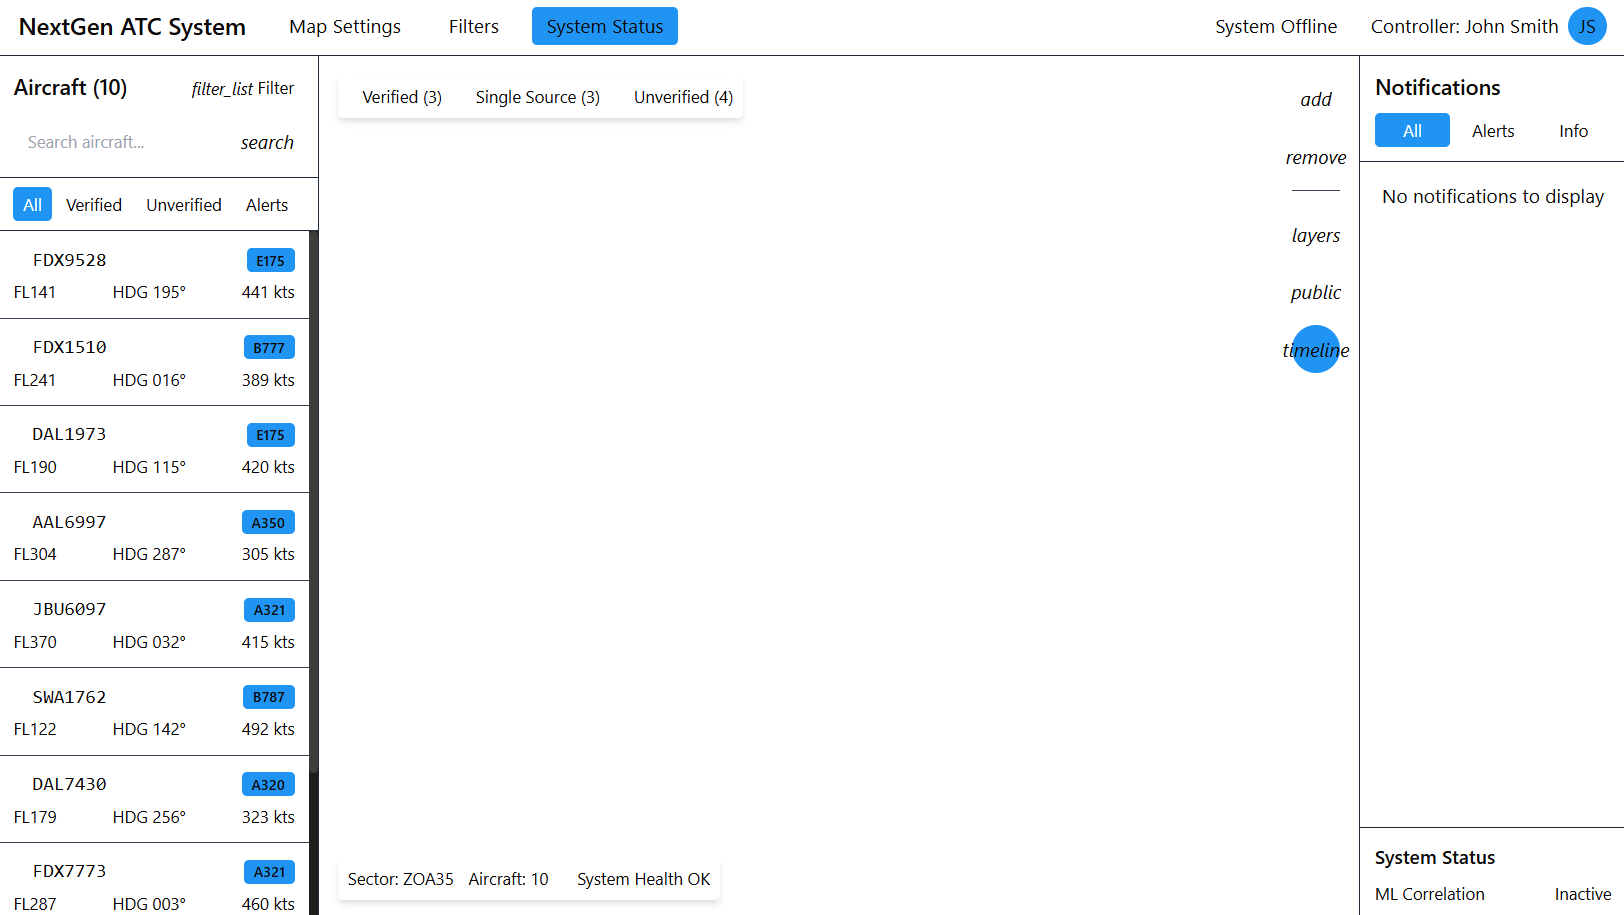 NextGen ATC System Map Settings Filters System Status System Offline Controller: John Smith JS
Aircraft (10) filter_list Filter
Search aircraft... search
All Verified Unverified Alerts
FDX9528 E175
FL141 HDG 195° 441 kts
FDX1510 B777
FL241 HDG 016° 389 kts
DAL1973 E175
FL190 HDG 115° 420 kts
AAL6997 A350
FL304 HDG 287° 305 kts
JBU6097 A321
FL370 HDG 032° 415 kts
SWA1762 B787
FL122 HDG 142° 492 kts
DAL7430 A320
FL179 HDG 256° 323 kts
FDX7773 A321
FL287 HDG 003° 460 kts
Verified (3) Single Source (3) Unverified (4)
add
remove
layers
public
timeline
Sector: ZOA35 Aircraft: 10 System Health OK
Notifications
All Alerts Info
No notifications to display
System Status
ML Correlation Inactive